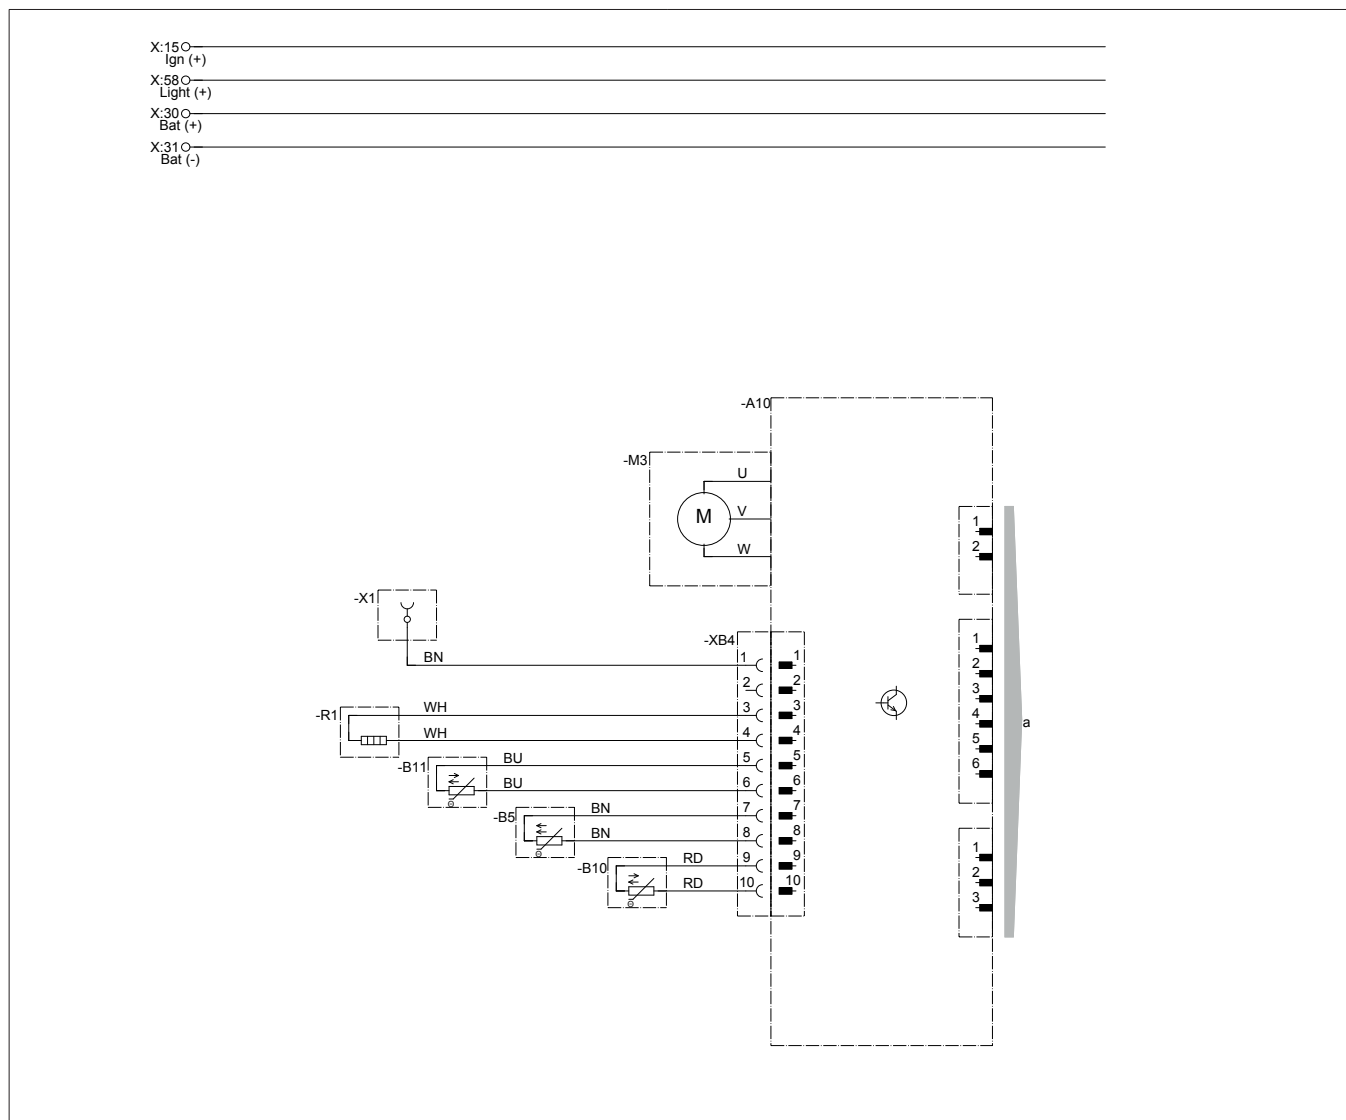 X:15
Ign (+)
X:58
Light (+)
X:30
Bat (+)
X:31
Bat (-)
-A10
-M3
U
M
V
W
-X1
-XB4
BN
1 1
2 2
-R1
WH
3 3
WH
4 4
-B11
BU
5 5
BU
6 6
-B5
BN
7 7
BN
8 8
-B10
RD
9 9
RD
10 10
1
2
1
2
3
4
5
6
a
1
2
3